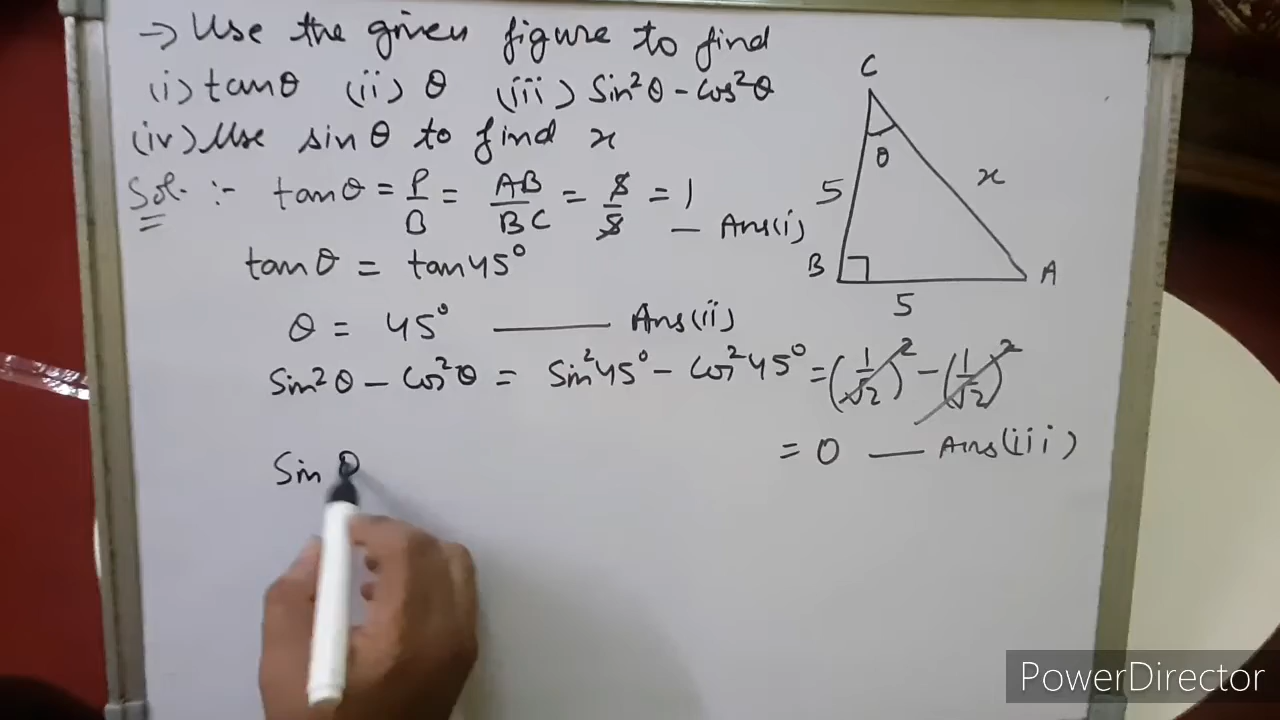 → Use the given figure to find
(i) tanθ (ii) θ (iii) Sin²θ - Cos²θ
(iv) Use sin θ to find x
Sol. :- tanθ = P/B = AB/BC = 5/5 = 1 — Ans(i)
tanθ = tan45°
θ = 45° —— Ans(ii)
Sin²θ - Cos²θ = Sin²45° - Cos²45° = (1/√2)² - (1/√2)²
= 0 — Ans(iii)
Sin θ
C
θ
5
x
B
A
5
PowerDirector